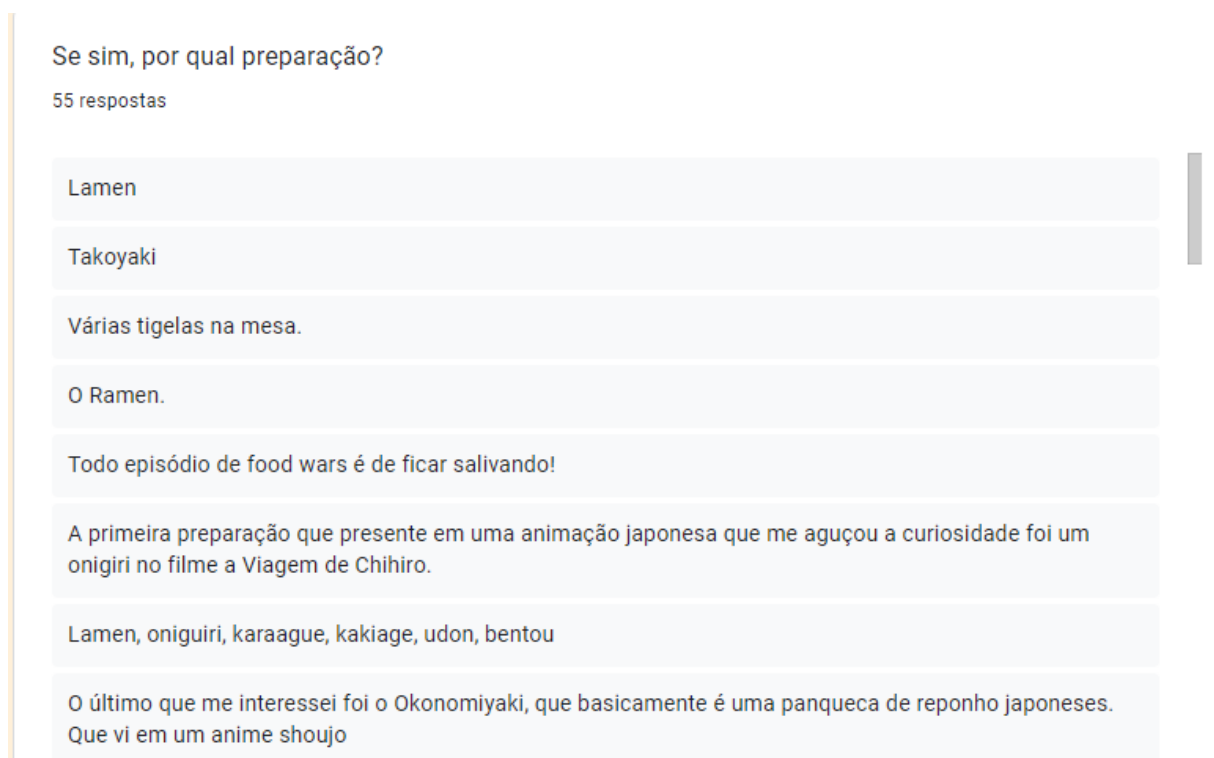 Se sim, por qual preparação?
55 respostas
Lamen
Takoyaki
Várias tigelas na mesa.
O Ramen.
Todo episódio de food wars é de ficar salivando!
A primeira preparação que presente em uma animação japonesa que me aguçou a curiosidade foi um
onigiri no filme a Viagem de Chihiro.
Lamen, oniguiri, karaague, kakiage, udon, bentou
O último que me interessei foi o Okonomiyaki, que basicamente é uma panqueca de reponho japoneses.
Que vi em um anime shoujo